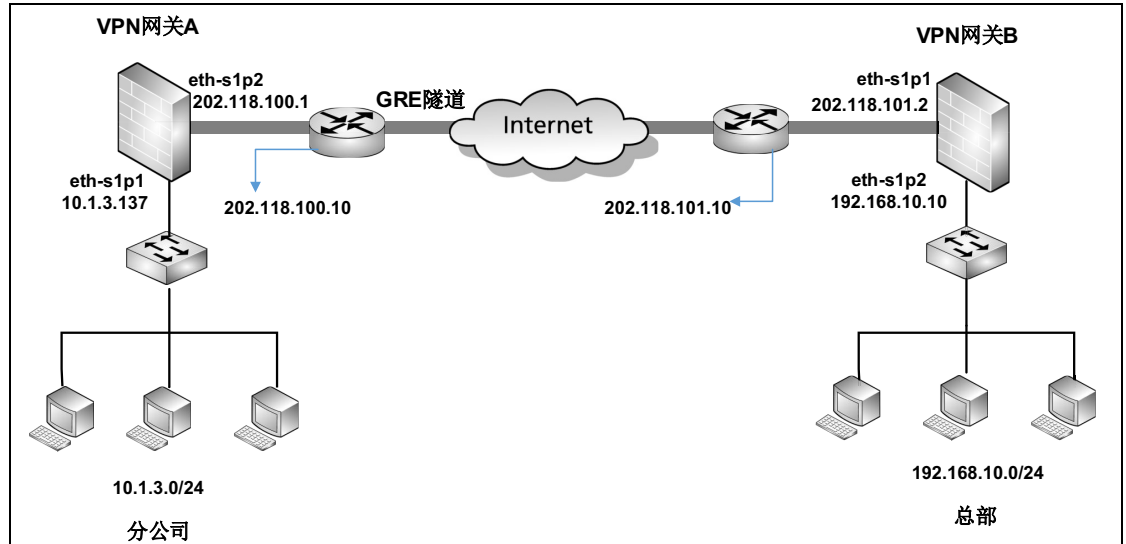 VPN网关A
VPN网关B
eth-s1p2
202.118.100.1
GRE隧道
Internet
eth-s1p1
202.118.101.2
eth-s1p1
10.1.3.137
202.118.100.10
202.118.101.10
eth-s1p2
192.168.10.10
10.1.3.0/24
分公司
192.168.10.0/24
总部